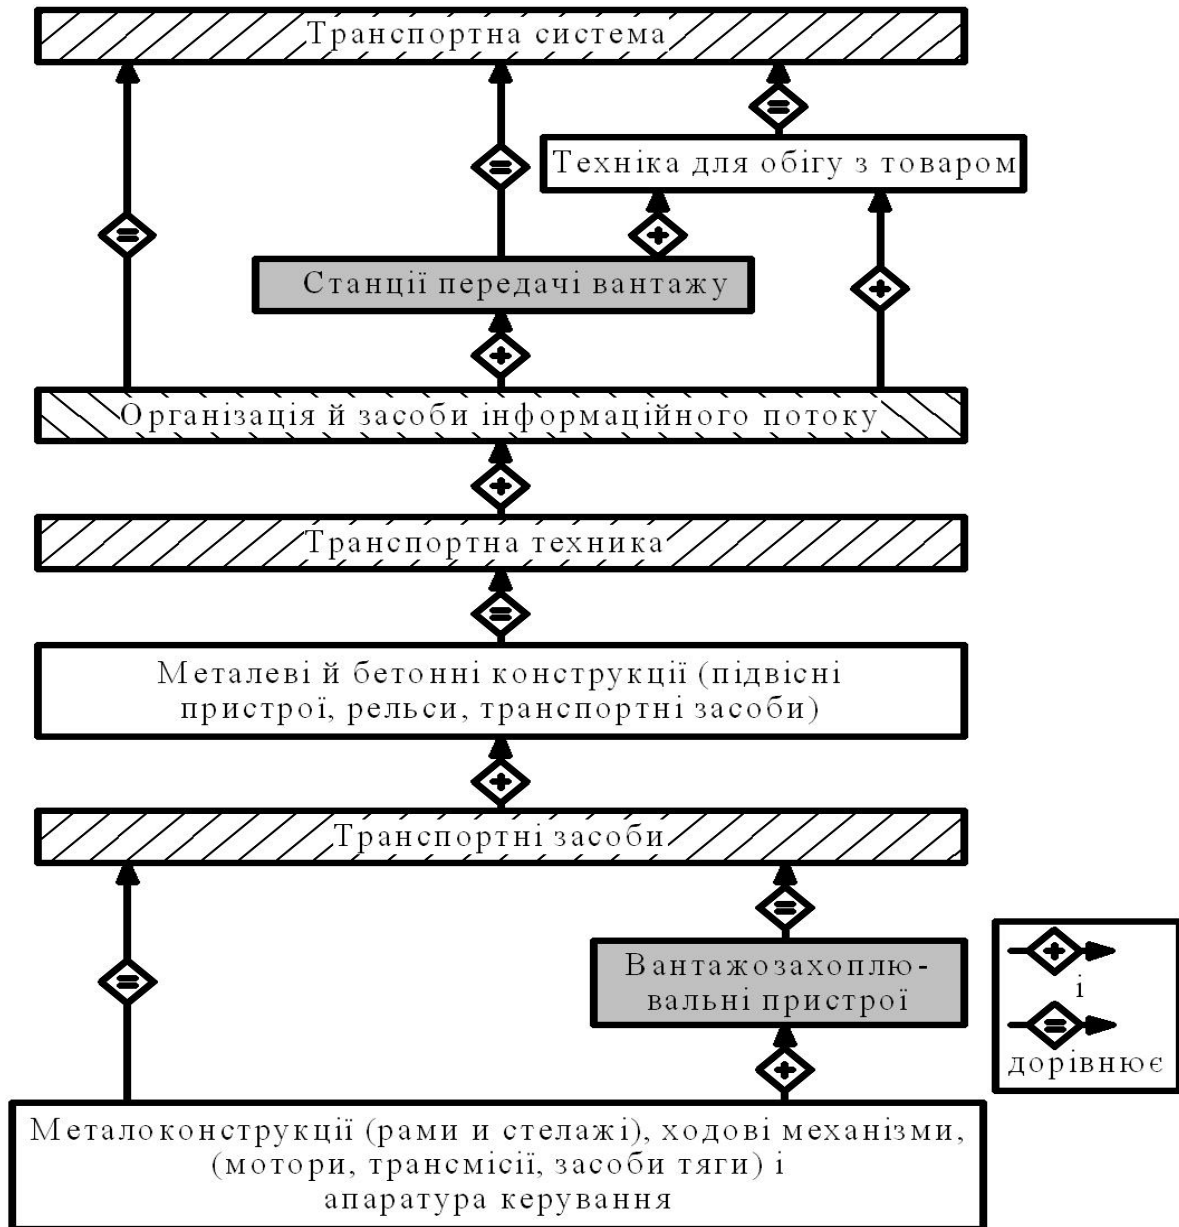 Транспортна система
Техніка для обігу з товаром
Станції передачі вантажу
Організація й засоби інформаційного потоку
Транспортна техника
Металеві й бетонні конструкції (підвісні
пристрої, рельси, транспортні засоби)
Транспортні засоби
Вантажозахоплю-
вальні пристрої
і
дорівнює
Металоконструкції (рами и стелажі), ходові механізми,
(мотори, трансмісії, засоби тяги) і
апаратура керування